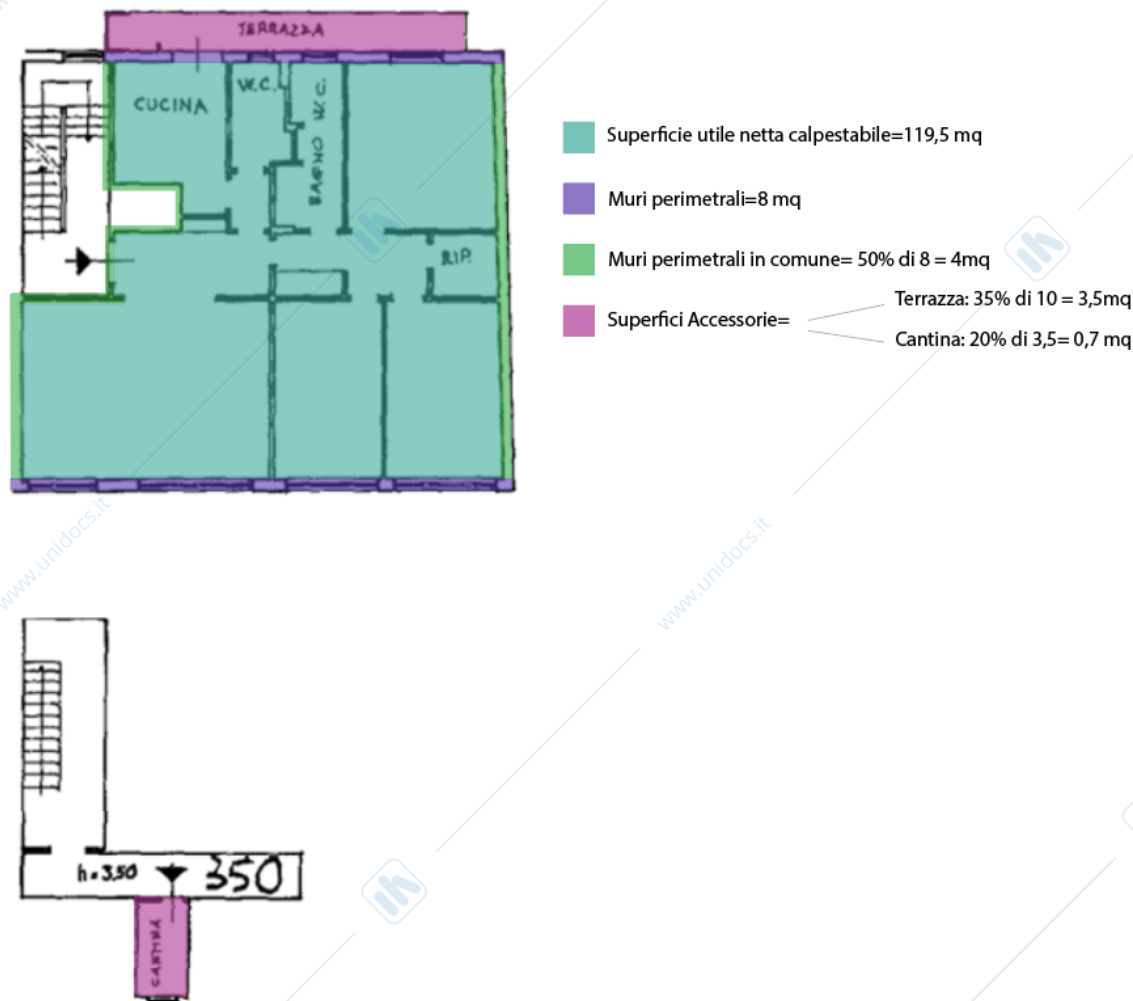 TERRAZZA
CUCINA
W.C.
BAGNO W.C.
RIP.
Superficie utile netta calpestabile=119,5 mq
Muri perimetrali=8 mq
Muri perimetrali in comune= 50% di 8 = 4mq
Superfici Accessorie=
Terrazza: 35% di 10 = 3,5mq
Cantina: 20% di 3,5= 0,7 mq
www.unidocs.it
www.unidocs.it
h=3,50
350
CANTINA